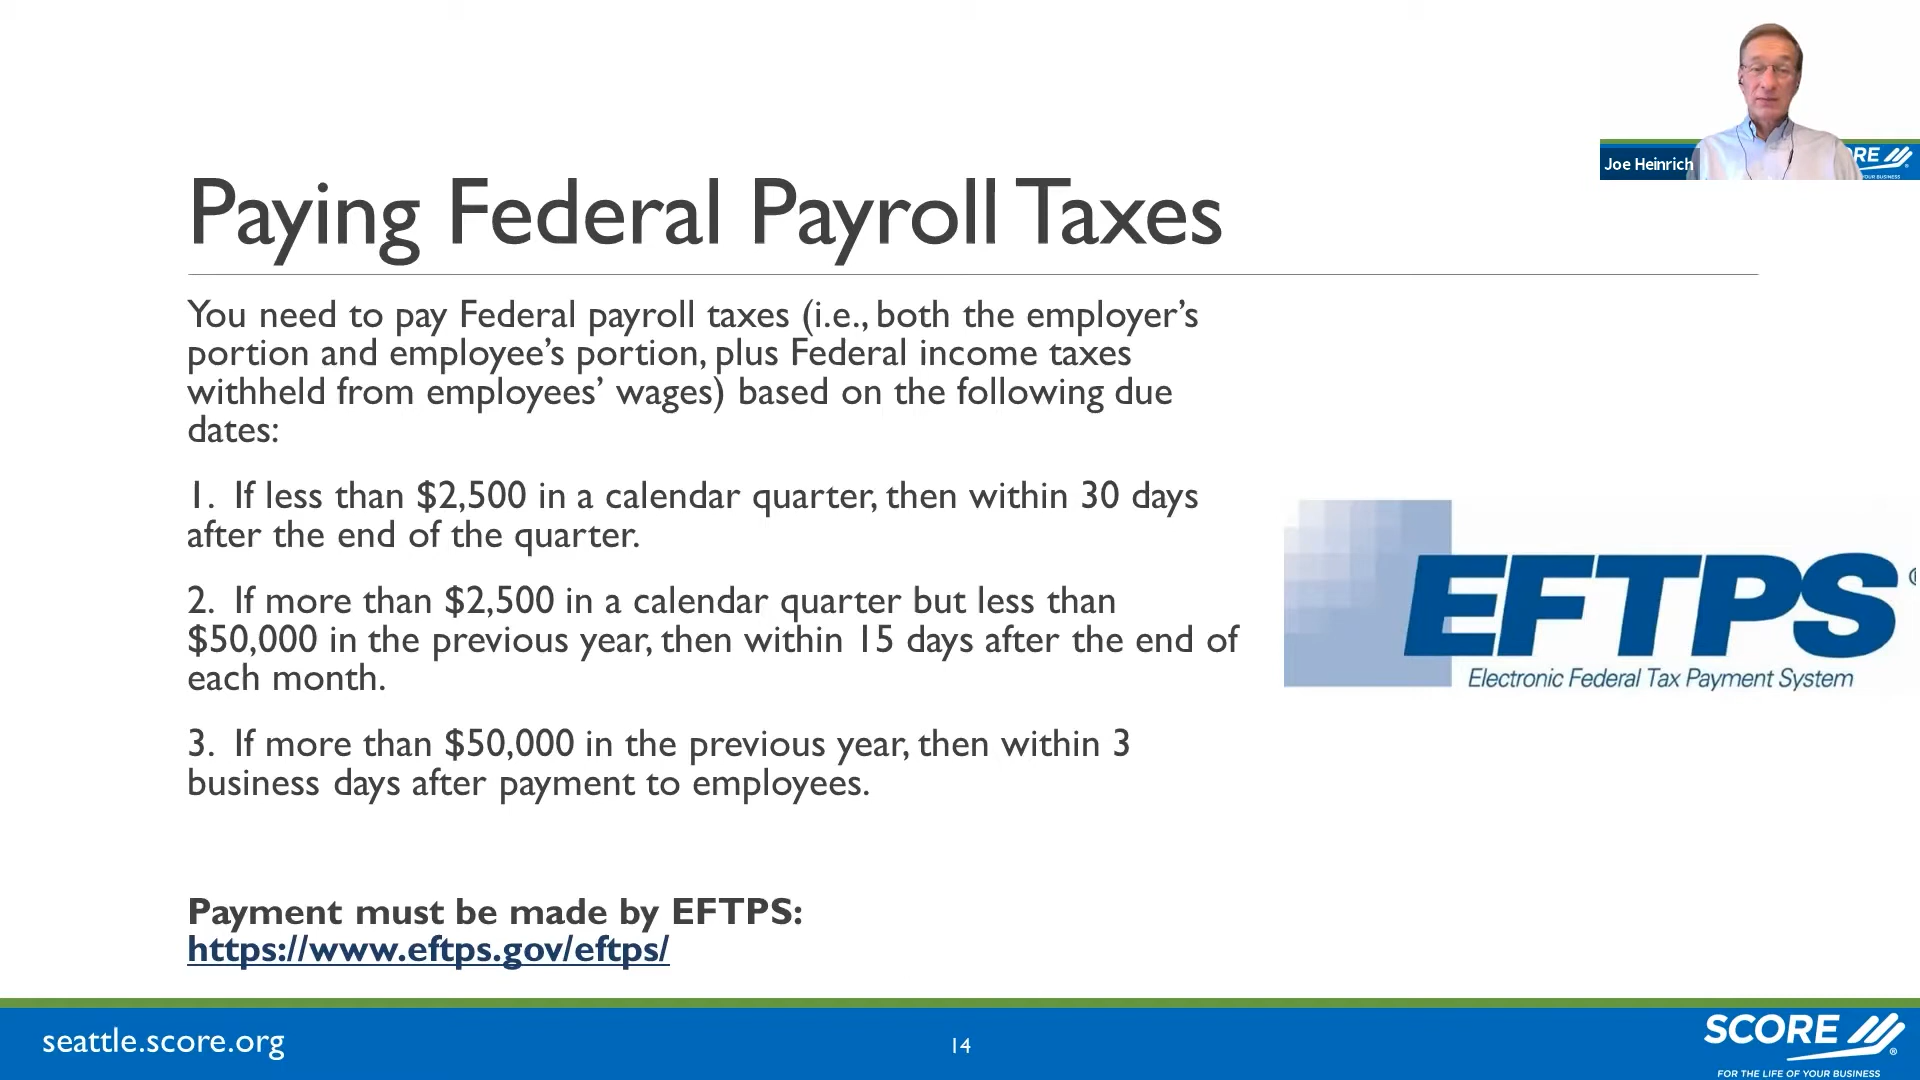 Joe Heinrich
RE
YOUR BUSINESS
Paying Federal Payroll Taxes
You need to pay Federal payroll taxes (i.e., both the employer’s
portion and employee’s portion, plus Federal income taxes
withheld from employees’ wages) based on the following due
dates:
1. If less than $2,500 in a calendar quarter, then within 30 days
after the end of the quarter.
2. If more than $2,500 in a calendar quarter but less than
$50,000 in the previous year, then within 15 days after the end of
each month.
3. If more than $50,000 in the previous year, then within 3
business days after payment to employees.
EFTPS®
Electronic Federal Tax Payment System
Payment must be made by EFTPS:
https://www.eftps.gov/eftps/
seattle.score.org
14
SCORE®
FOR THE LIFE OF YOUR BUSINESS